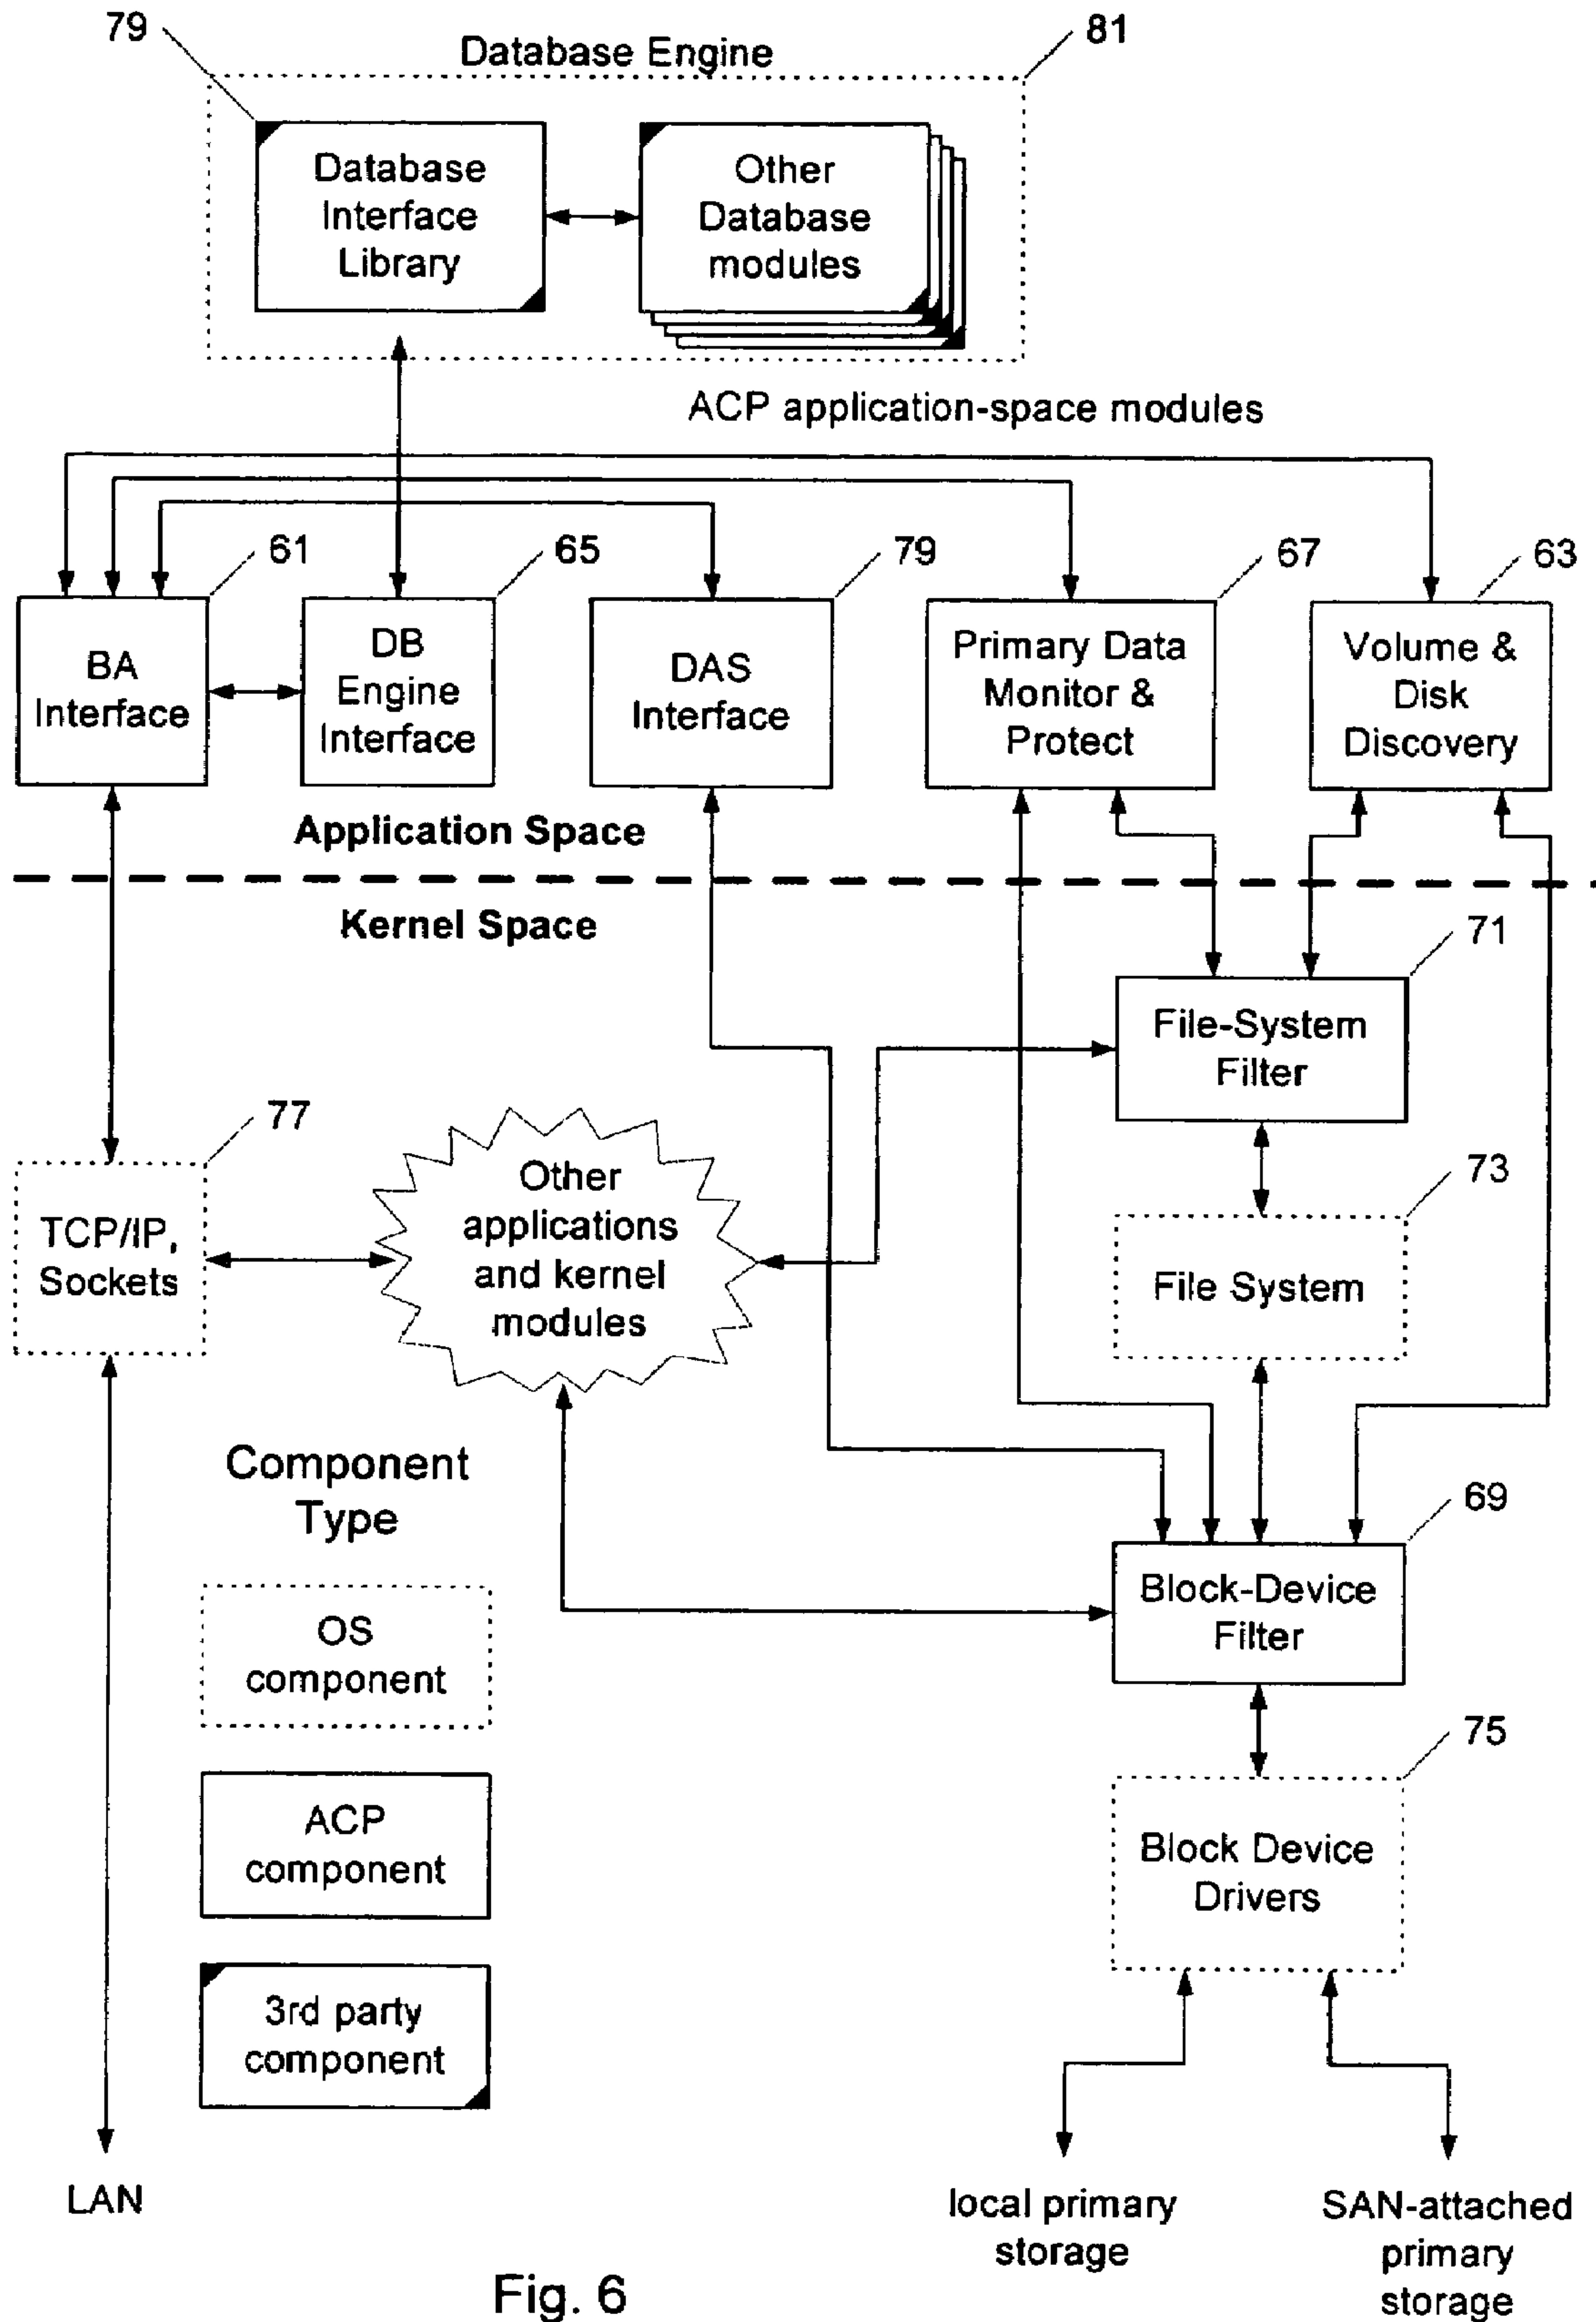 79
Database Engine
81
Database
Interface
Library
Other
Database
modules
ACP application-space modules
61
65
79
67
63
BA
Interface
DB
Engine
Interface
DAS
Interface
Primary Data
Monitor &
Protect
Volume &
Disk
Discovery
Application Space
Kernel Space
71
File-System
Filter
77
TCP/IP,
Sockets
Other
applications
and kernel
modules
73
File System
Component
Type
69
Block-Device
Filter
OS
component
75
Block Device
Drivers
ACP
component
3rd party
component
LAN
local primary
storage
SAN-attached
primary
storage
Fig. 6